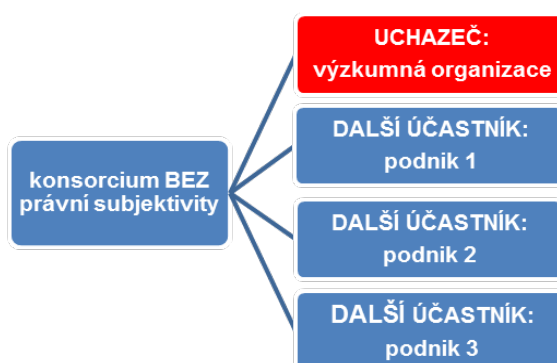 UCHAZEČ:
výzkumná organizace
DALŠÍ ÚČASTNÍK:
podnik 1
konsorcium BEZ
právní subjektivity
DALŠÍ ÚČASTNÍK:
podnik 2
DALŠÍ ÚČASTNÍK:
podnik 3